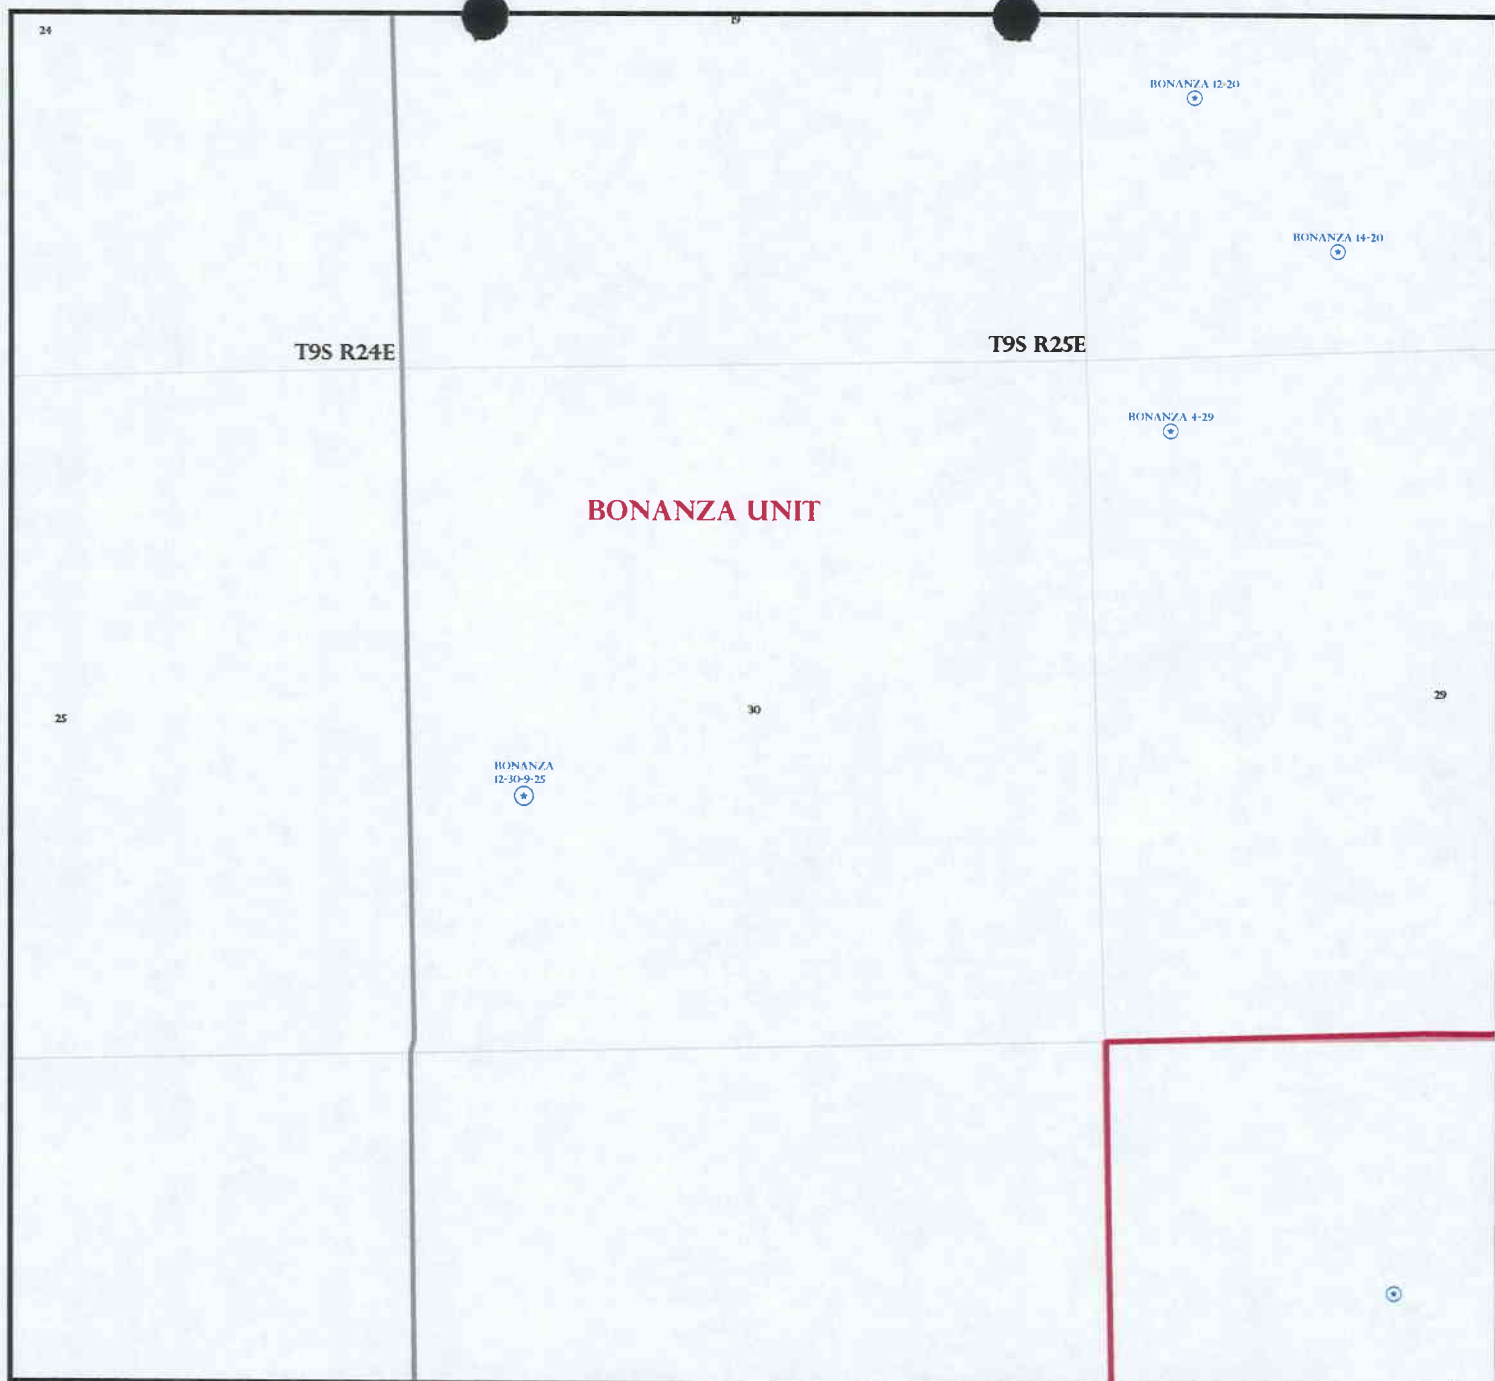 24
19
BONANZA 12-20
BONANZA 14-20
T9S R24E
T9S R25E
BONANZA 4-29
BONANZA UNIT
25
30
29
BONANZA
12-30-9-25